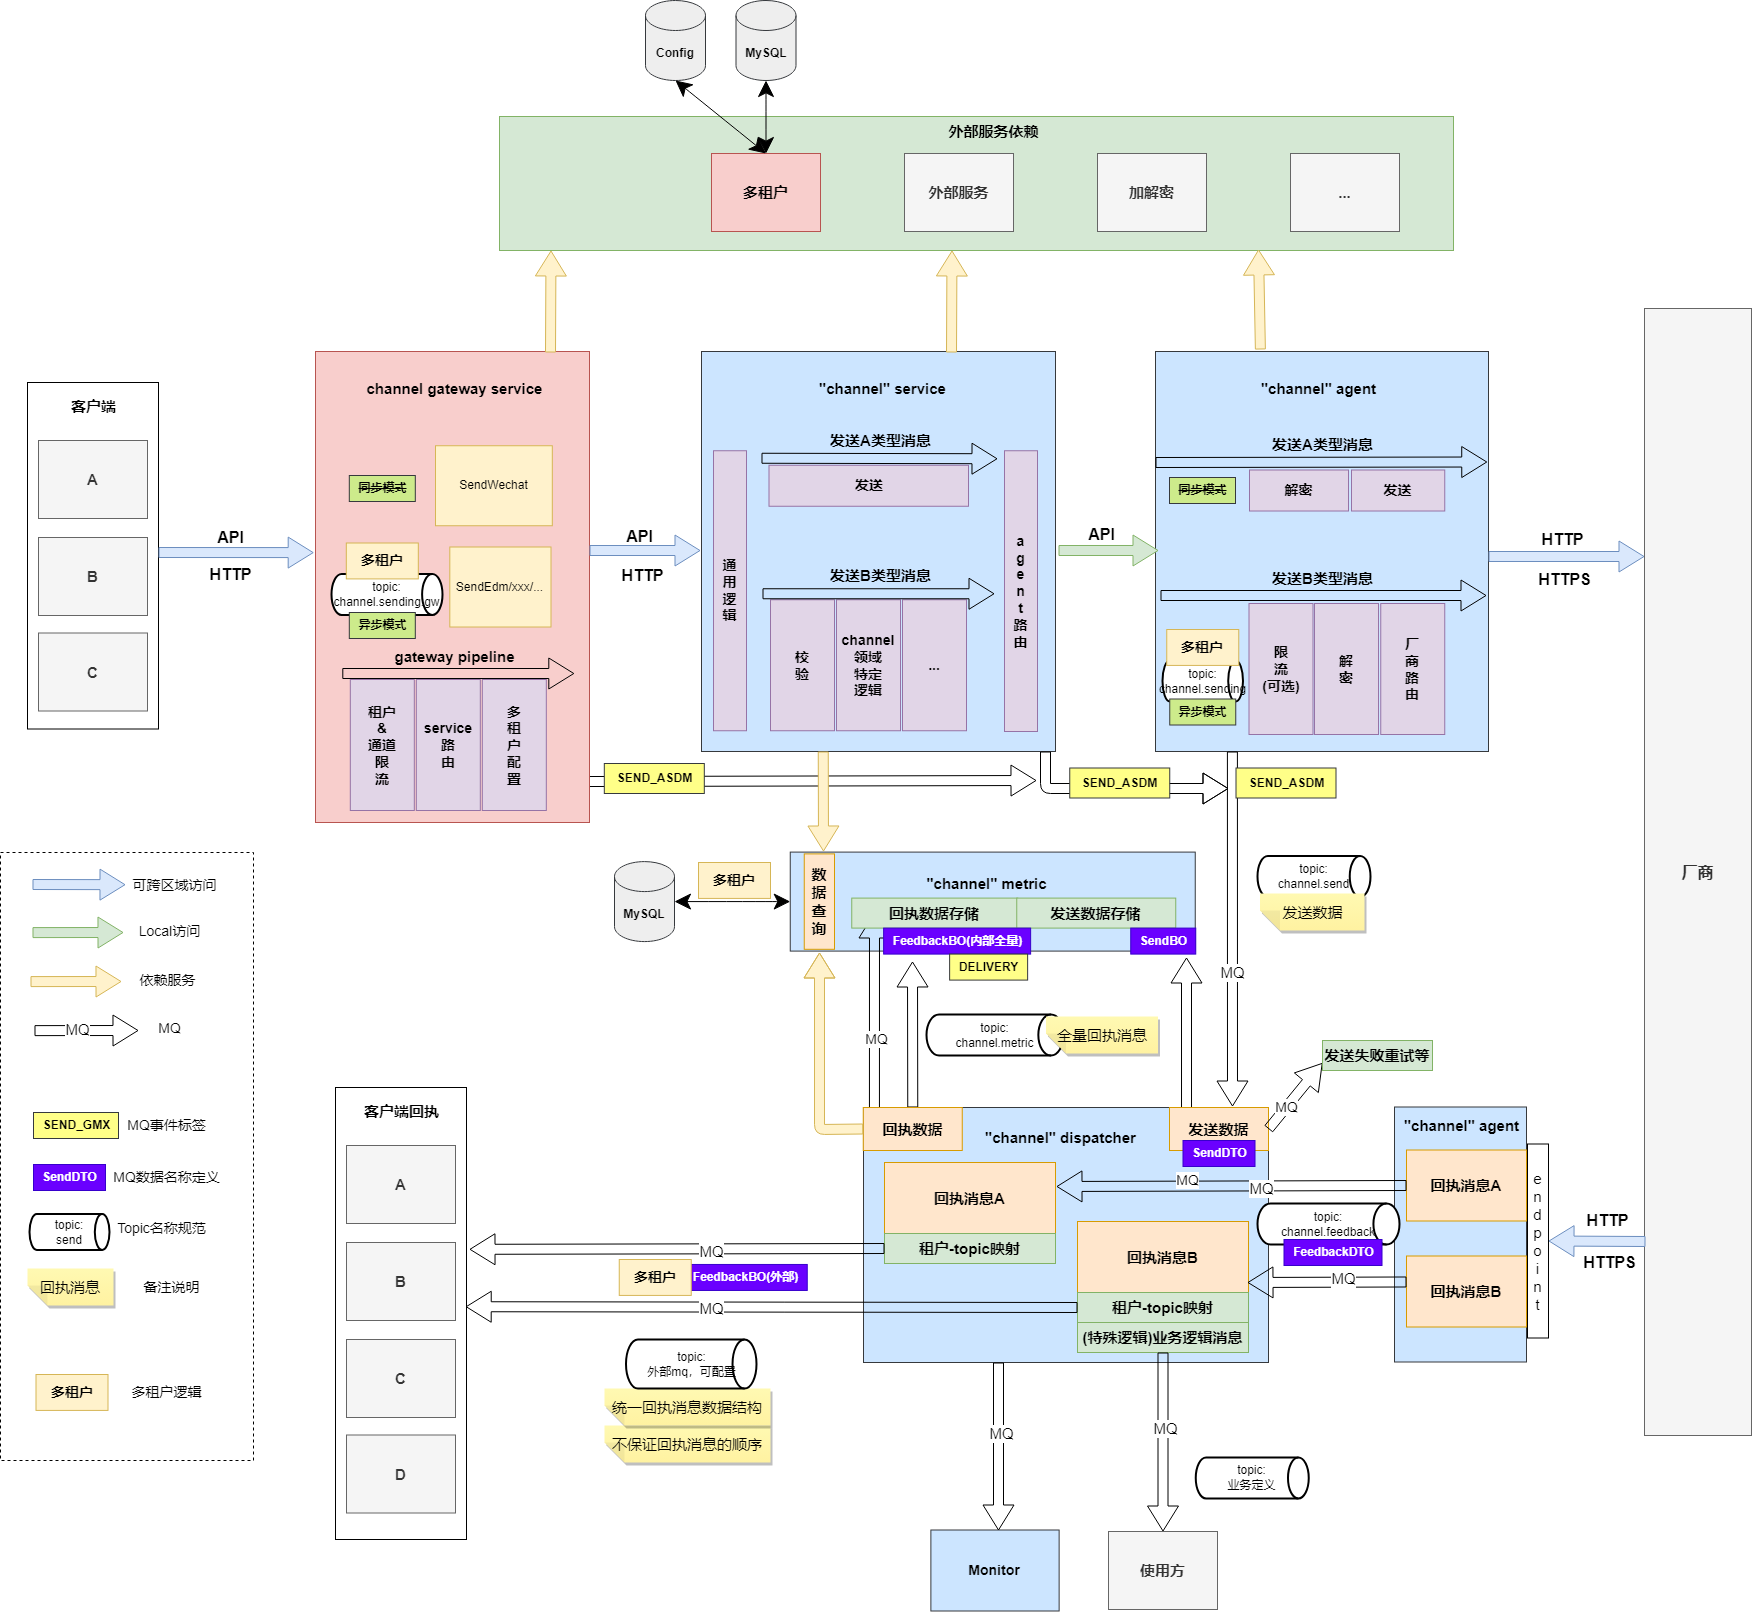 Config
MySQL
外部服务依赖
多租户
外部服务
加解密
...
客户端
A
B
C
API
HTTP
channel gateway service
同步模式
SendWechat
多租户
topic:
channel.sending.gw
异步模式
SendEdm/xxx/...
gateway pipeline
租户
&
通道
限
流
service
路
由
多
租
户
配
置
API
HTTP
"channel" service
通
用
逻
辑
发送A类型消息
发送
发送B类型消息
校
验
channel
领域
特定
逻辑
...
a
g
e
n
t
路
由
API
"channel" agent
发送A类型消息
同步模式
解密
发送
发送B类型消息
多租户
topic:
channel.sending
异步模式
限
流
(可选)
解
密
厂
商
路
由
HTTP
HTTPS
厂商
SEND_ASDM
SEND_ASDM
SEND_ASDM
可跨区域访问
Local访问
依赖服务
MQ
MQ
SEND_GMX
MQ事件标签
SendDTO
MQ数据名称定义
topic:
send
Topic名称规范
回执消息
备注说明
多租户
多租户逻辑
MySQL
多租户
数
据
查
询
"channel" metric
回执数据存储
发送数据存储
FeedbackBO(内部全量)
SendBO
DELIVERY
topic:
channel.send
发送数据
MQ
MQ
topic:
channel.metric
全量回执消息
发送失败重试等
MQ
客户端回执
A
B
C
D
回执数据
"channel" dispatcher
发送数据
SendDTO
回执消息A
租户-topic映射
回执消息B
租户-topic映射
(特殊逻辑)业务逻辑消息
MQ
MQ
topic:
channel.feedback
FeedbackDTO
MQ
"channel" agent
回执消息A
回执消息B
e
n
d
p
o
i
n
t
HTTP
HTTPS
MQ
多租户
FeedbackBO(外部)
MQ
topic:
外部mq，可配置
统一回执消息数据结构
不保证回执消息的顺序
MQ
MQ
topic:
业务定义
Monitor
使用方